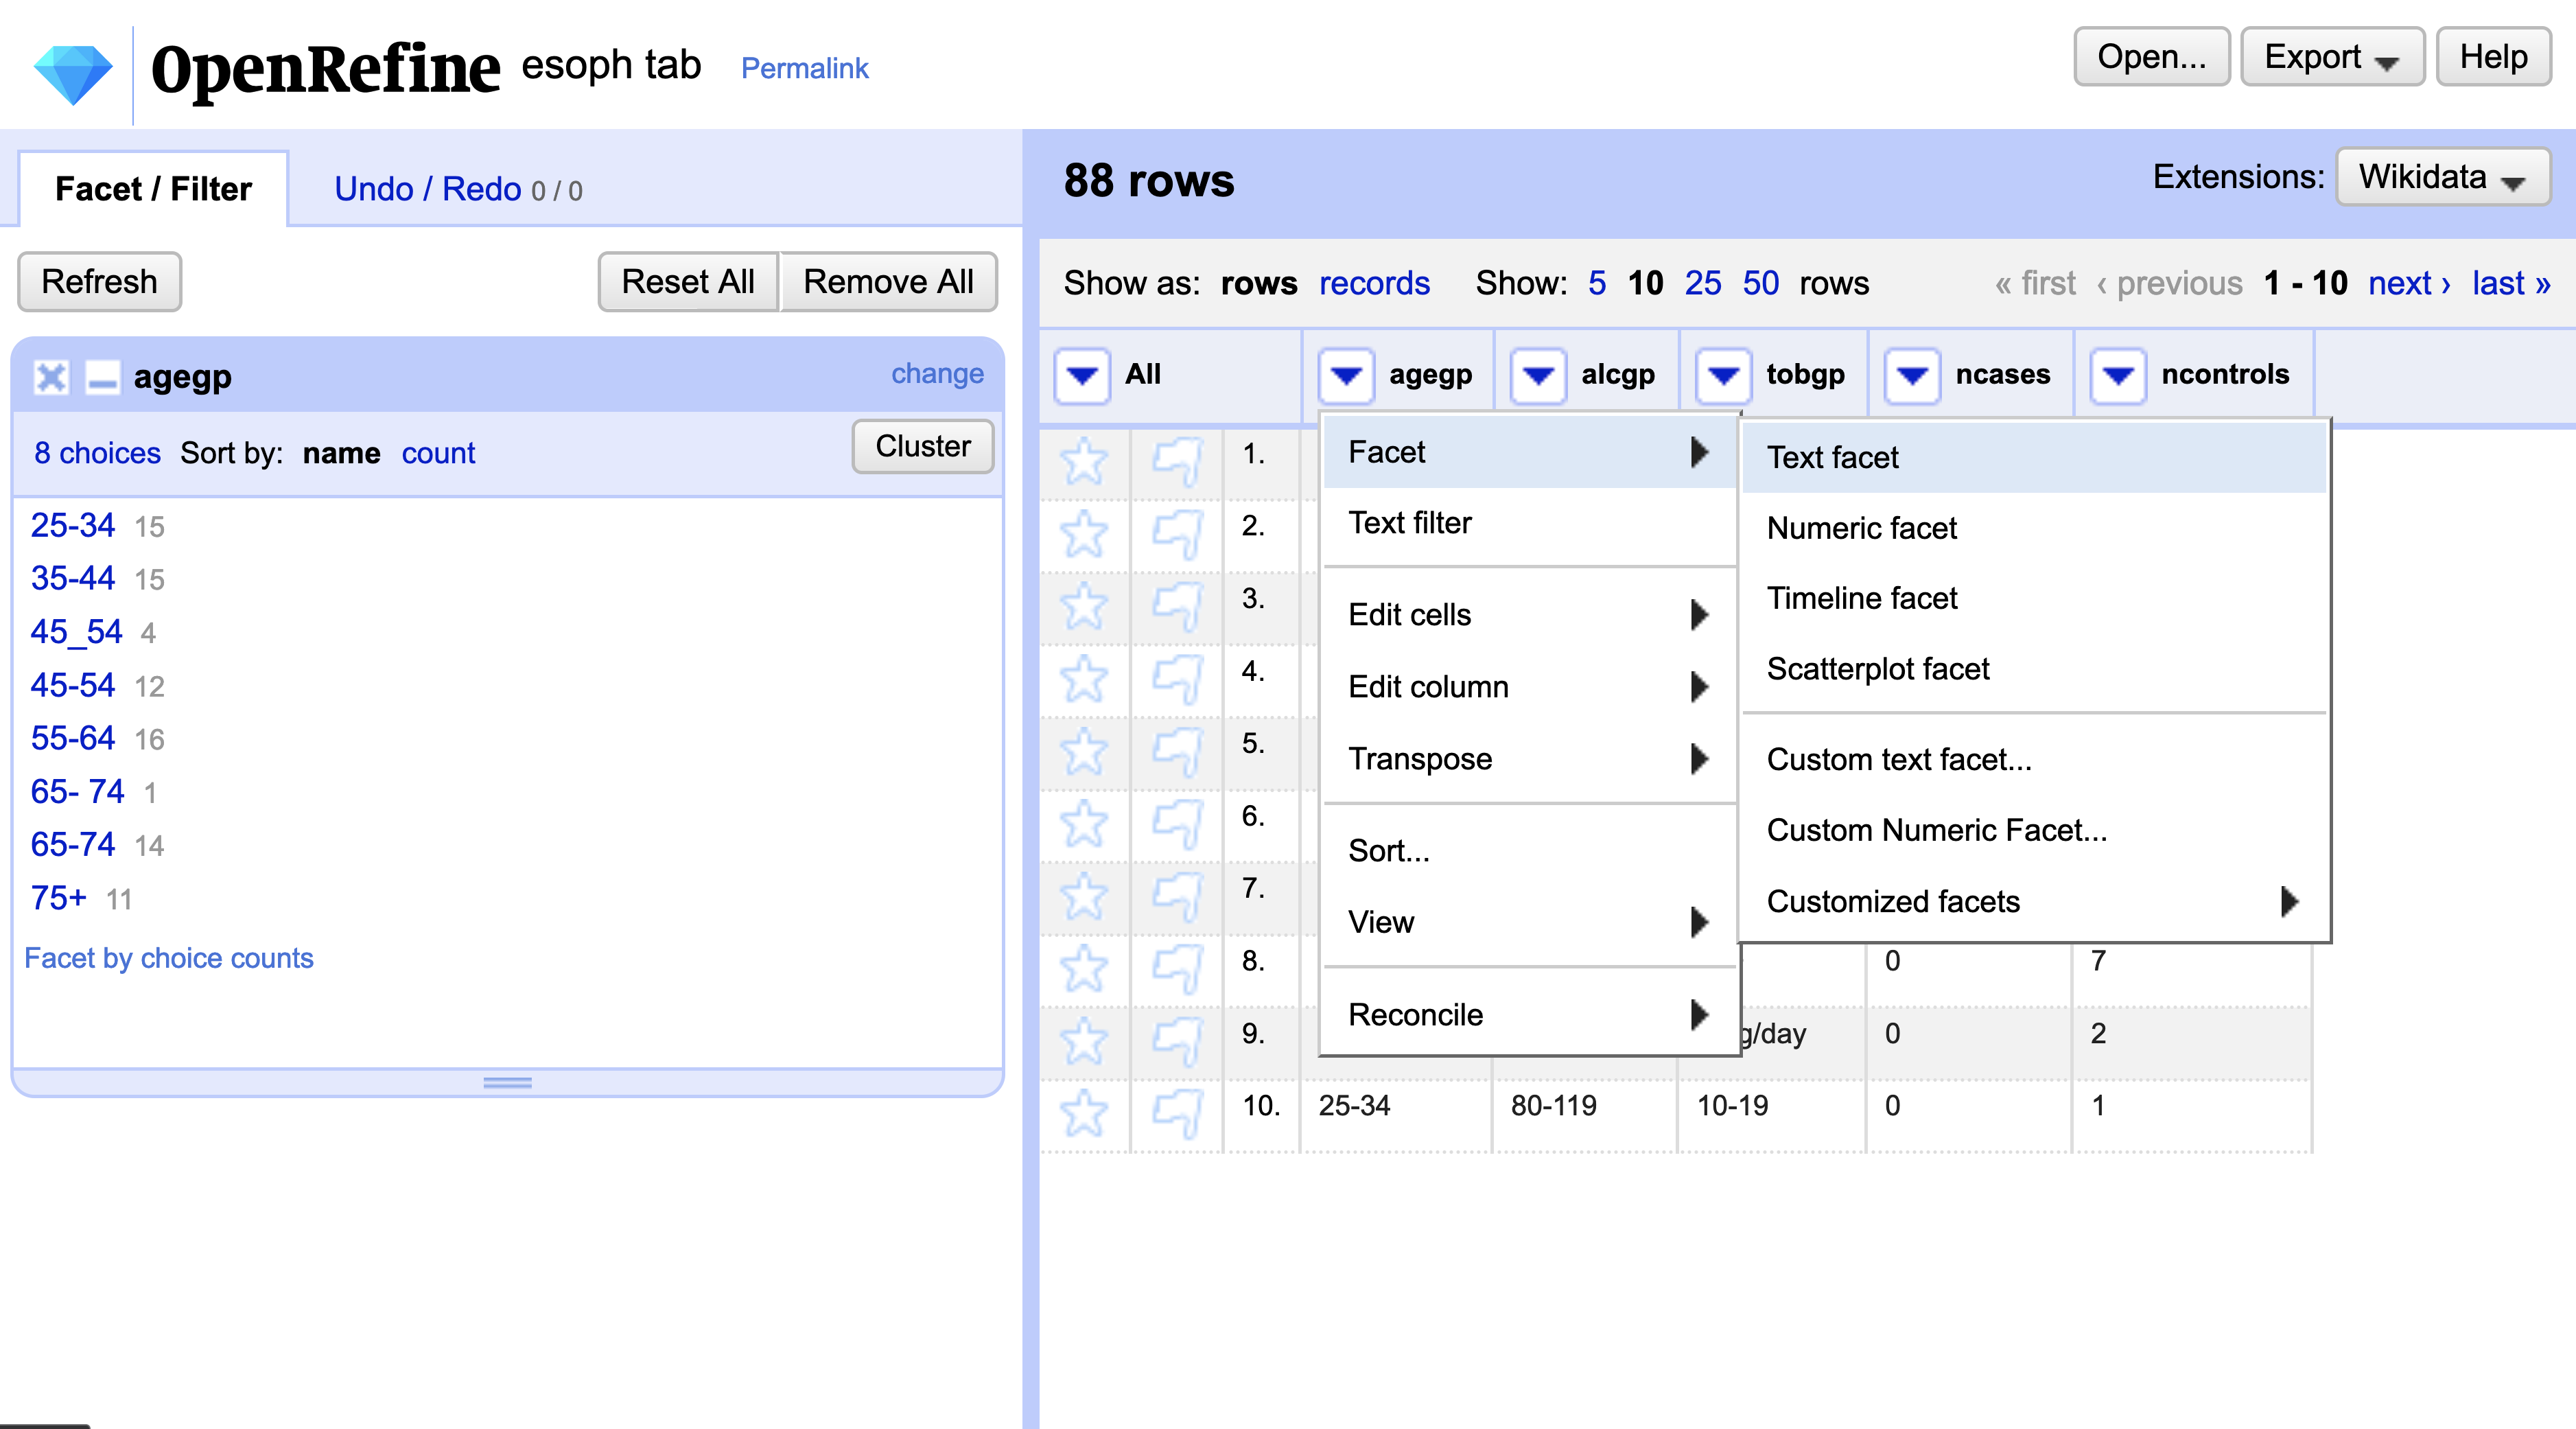 OpenRefine esoph tab Permalink
Open... Export Help
Facet / Filter Undo / Redo 0 / 0
Refresh Reset All Remove All
agegp change
8 choices Sort by: name count Cluster
25-34 15
35-44 15
45_54 4
45-54 12
55-64 16
65- 74 1
65-74 14
75+ 11
Facet by choice counts
88 rows Extensions: Wikidata
Show as: rows records Show: 5 10 25 50 rows « first ‹ previous 1 - 10 next › last »
All agegp alcgp tobgp ncases ncontrols
1.
2.
3.
4.
5.
6.
7.
8. 0 7
9. g/day 0 2
10. 25-34 80-119 10-19 0 1
Facet
Text filter
Edit cells
Edit column
Transpose
Sort...
View
Reconcile
Text facet
Numeric facet
Timeline facet
Scatterplot facet
Custom text facet...
Custom Numeric Facet...
Customized facets